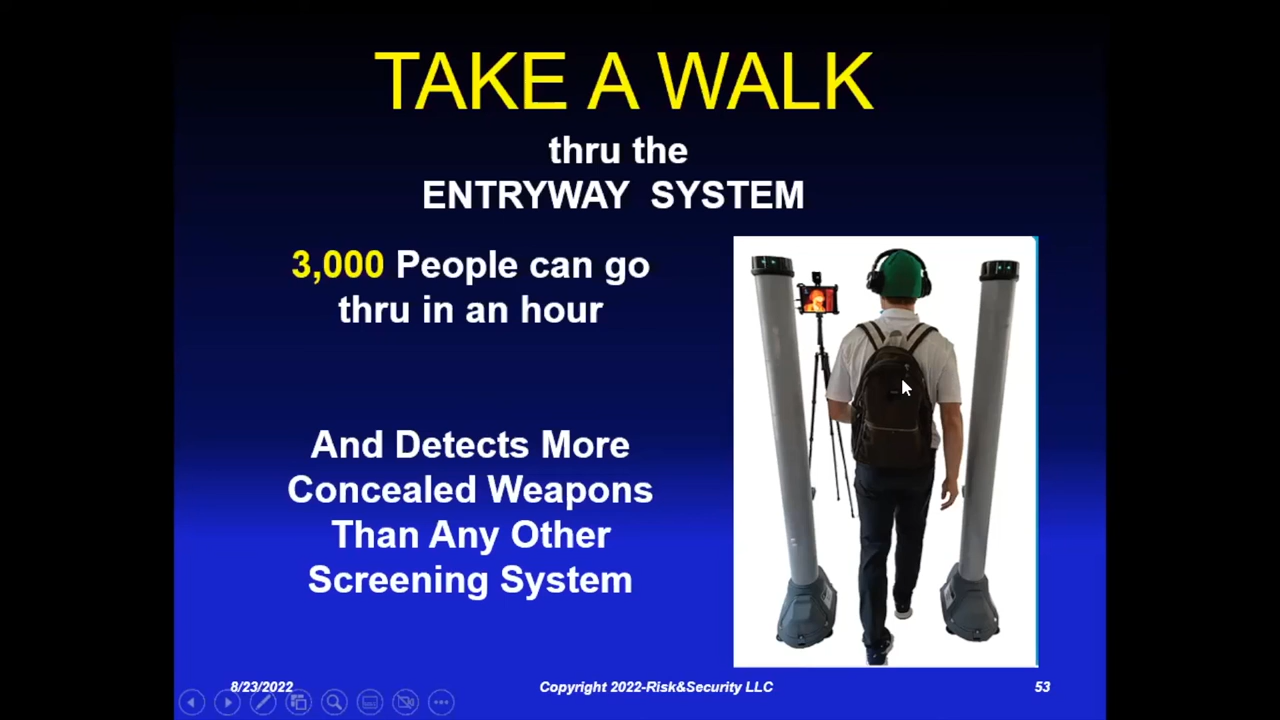 TAKE A WALK
thru the
ENTRYWAY SYSTEM
3,000 People can go
thru in an hour
And Detects More
Concealed Weapons
Than Any Other
Screening System
8/23/2022
Copyright 2022-Risk&Security LLC
53